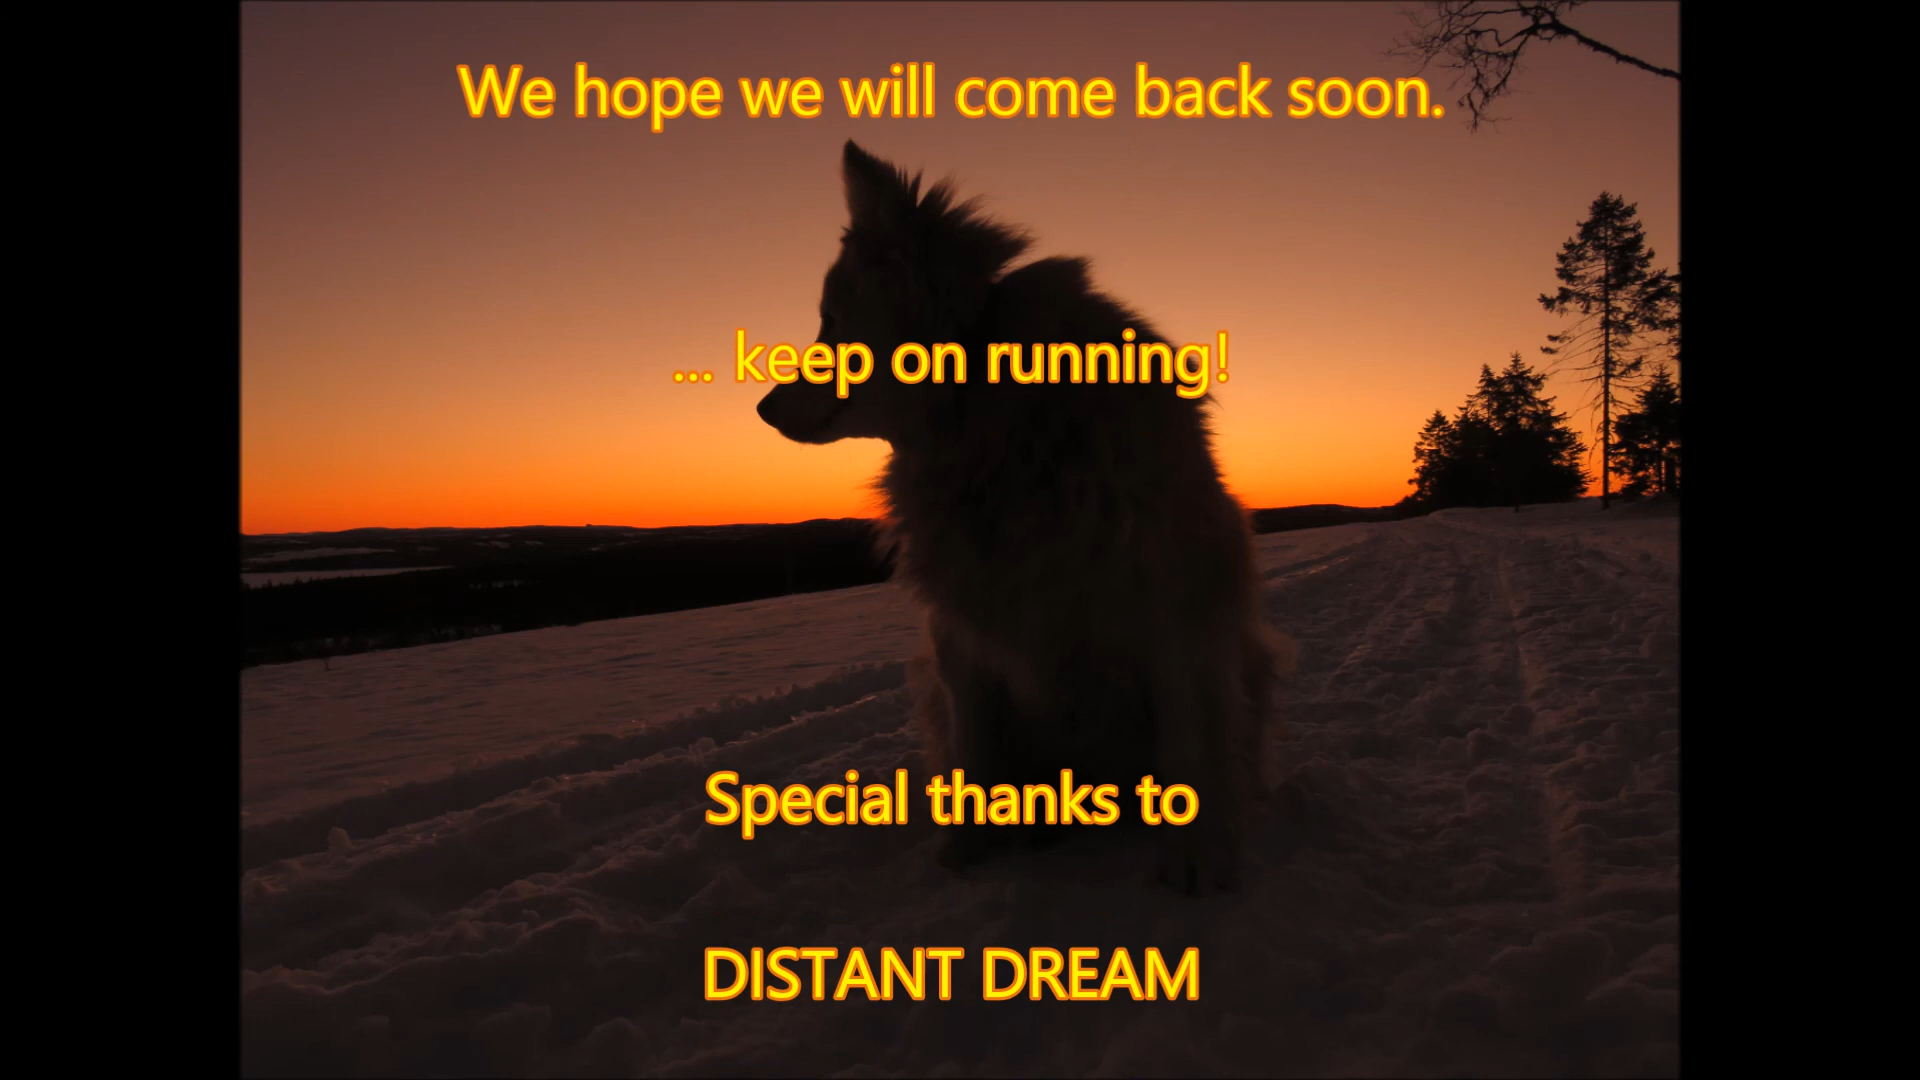 We hope we will come back soon.
... keep on running!
Special thanks to
DISTANT DREAM